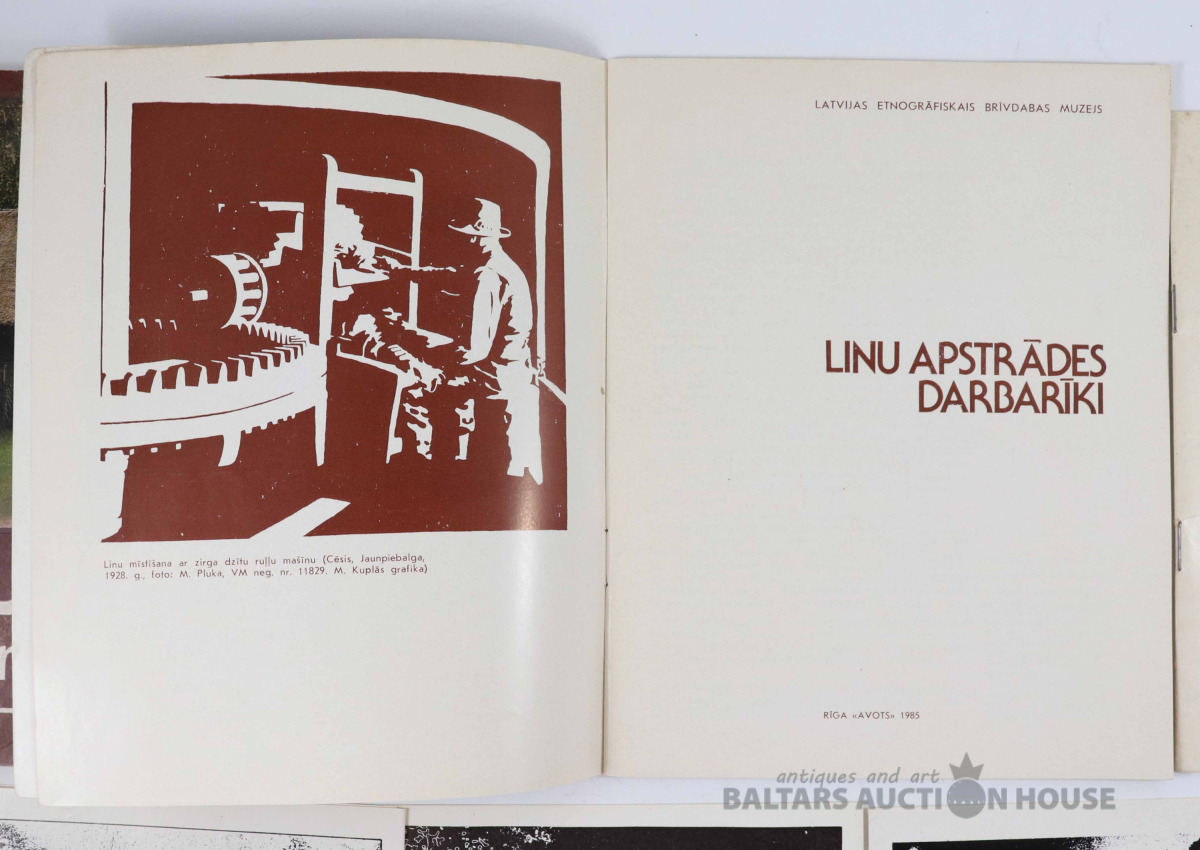 Linu mīstīšana ar zirga dzītu ruļļu mašīnu (Cēsis, Jaunpiebalga,
1928. g., foto: M. Pluka, VM neg. nr. 11829. M. Kuplās grafika)
LATVIJAS ETNOGRĀFISKAIS BRĪVDABAS MUZEJS
LINU APSTRĀDES
DARBARĪKI
RĪGA «AVOTS» 1985
antiques and art
BALTARS AUCTION HOUSE